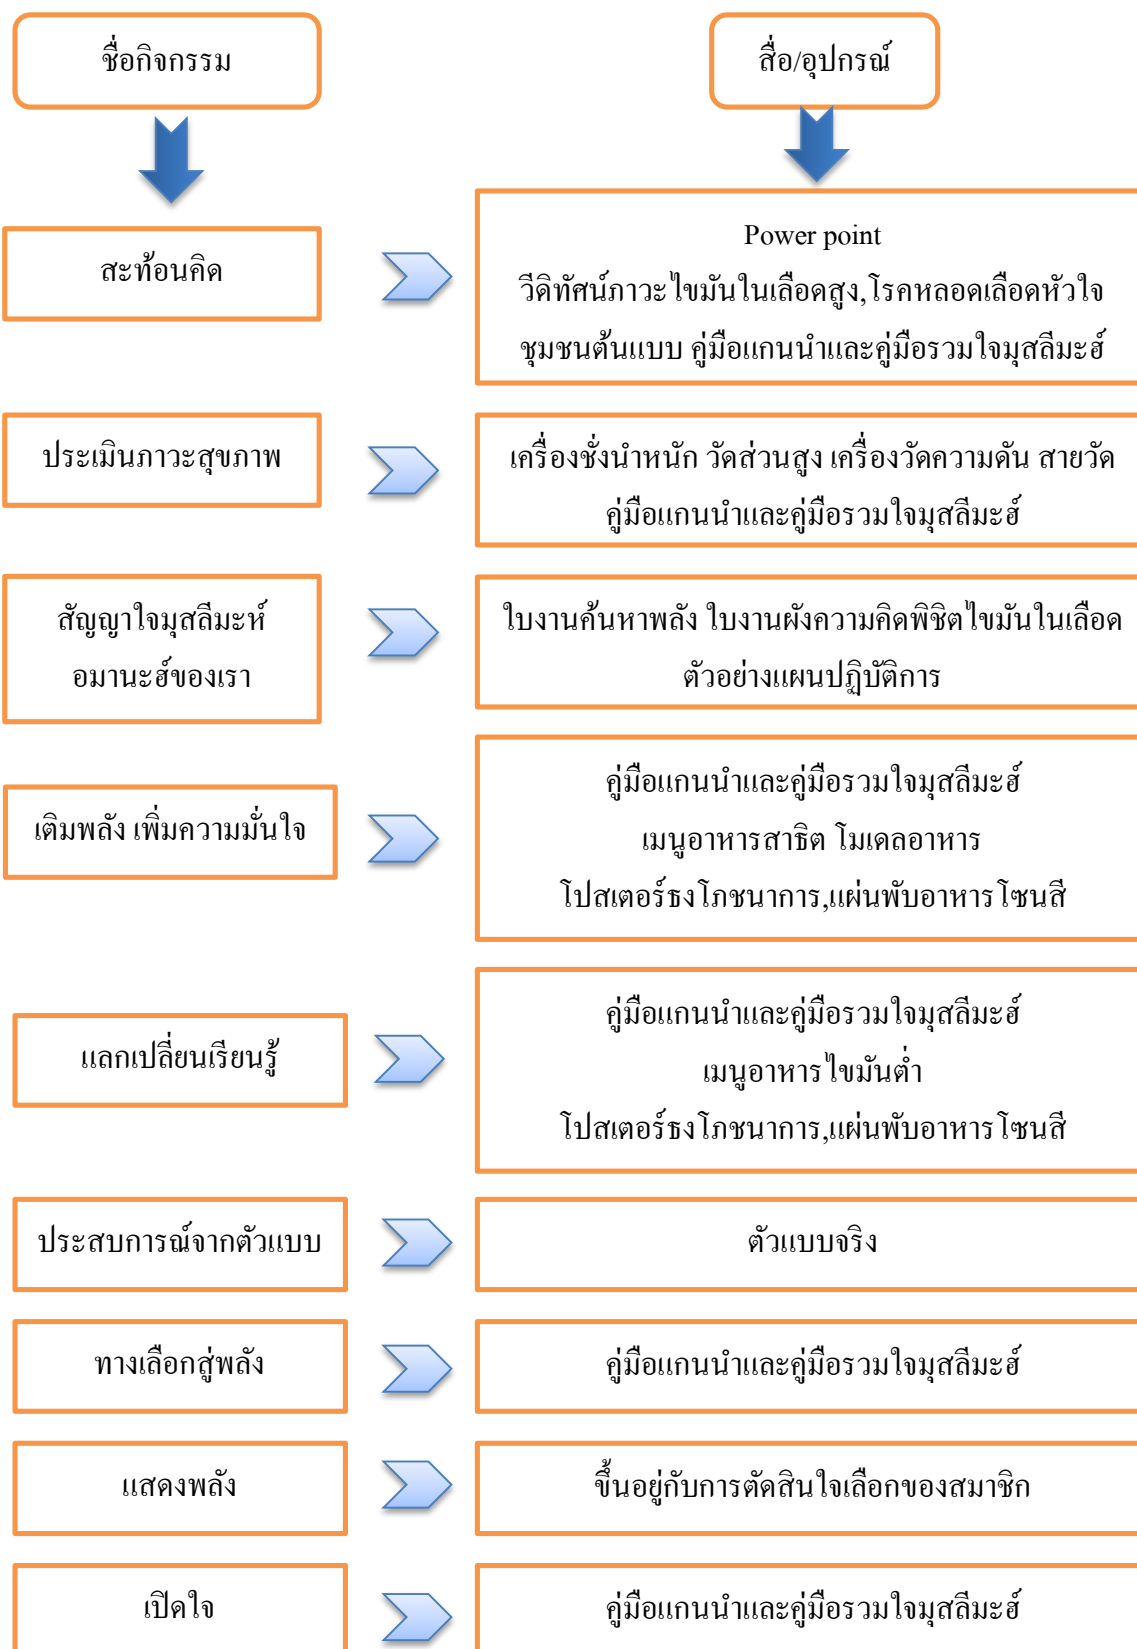 ชื่อกิจกรรม
สื่อ/อุปกรณ์
สะท้อนคิด
Power point
วีดิทัศน์ภาวะไขมันในเลือดสูง,โรคหลอดเลือดหัวใจ
ชุมชนต้นแบบ คู่มือแกนนำและคู่มือรวมใจมุสลีมะฮ์
ประเมินภาวะสุขภาพ
เครื่องชั่งนำหนัก วัดส่วนสูง เครื่องวัดความดัน สายวัด
คู่มือแกนนำและคู่มือรวมใจมุสลีมะฮ์
สัญญาใจมุสลีมะห์
อมานะฮ์ของเรา
ใบงานค้นหาพลัง ใบงานผังความคิดพิชิตไขมันในเลือด
ตัวอย่างแผนปฏิบัติการ
เติมพลัง เพิ่มความมั่นใจ
คู่มือแกนนำและคู่มือรวมใจมุสลีมะฮ์
เมนูอาหารสาธิต โมเดลอาหาร
โปสเตอร์ธงโภชนาการ,แผ่นพับอาหารโซนสี
แลกเปลี่ยนเรียนรู้
คู่มือแกนนำและคู่มือรวมใจมุสลีมะฮ์
เมนูอาหารไขมันต่ำ
โปสเตอร์ธงโภชนาการ,แผ่นพับอาหารโซนสี
ประสบการณ์จากตัวแบบ
ตัวแบบจริง
ทางเลือกสู่พลัง
คู่มือแกนนำและคู่มือรวมใจมุสลีมะฮ์
แสดงพลัง
ขึ้นอยู่กับการตัดสินใจเลือกของสมาชิก
เปิดใจ
คู่มือแกนนำและคู่มือรวมใจมุสลีมะฮ์